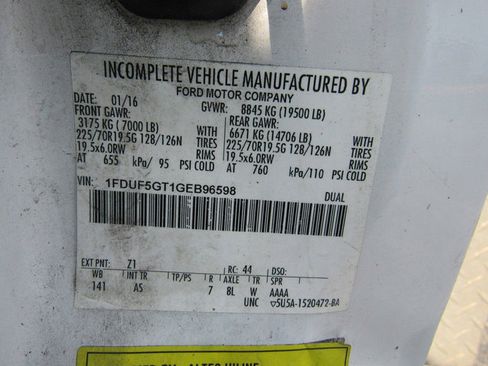 INCOMPLETE VEHICLE MANUFACTURED BY
FORD MOTOR COMPANY
DATE: 01/16 GVWR: 8845 KG (19500 LB)
FRONT GAWR: REAR GAWR:
3175 KG ( 7000 LB) WITH 6671 KG ( 14706 LB) WITH
225/70R19.5G 128/126N TIRES 225/70R19.5G 128/126N TIRES
19.5x6.0RW RIMS 19.5x6.0RW RIMS
AT 655 kPa/ 95 PSI COLD AT 760 kPa/110 PSI COLD
VIN: 1FDUF5GT1GEB96598 DUAL
EXT PNT: Z1 RC: 44 DSO:
WB INT TR TP/PS R AXLE TR SPR
141 AS 7 BL W AAAA
UNC 5U5A-1520472-BA